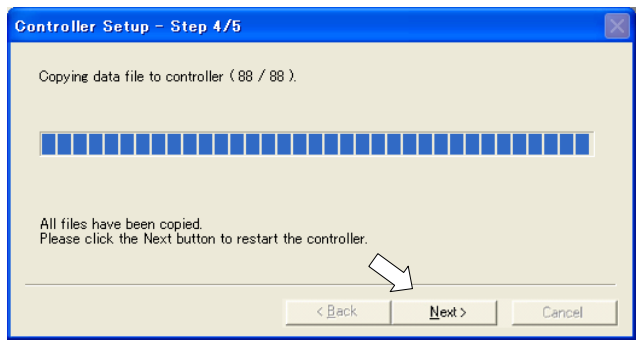 Controller Setup - Step 4/5
Copying data file to controller ( 88 / 88 ).
All files have been copied.
Please click the Next button to restart the controller.
< Back
Next >
Cancel